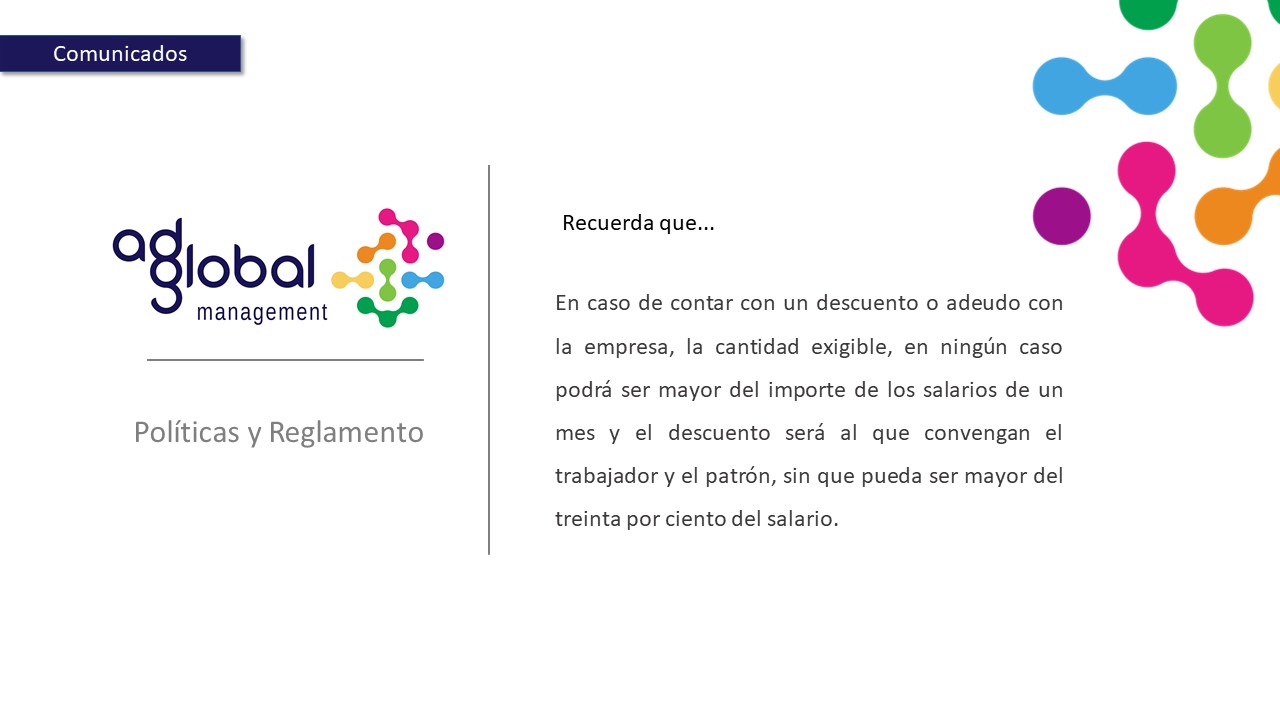 Comunicados
ad
global
management
Políticas y Reglamento
Recuerda que...
En caso de contar con un descuento o adeudo con
la empresa, la cantidad exigible, en ningún caso
podrá ser mayor del importe de los salarios de un
mes y el descuento será al que convengan el
trabajador y el patrón, sin que pueda ser mayor del
treinta por ciento del salario.